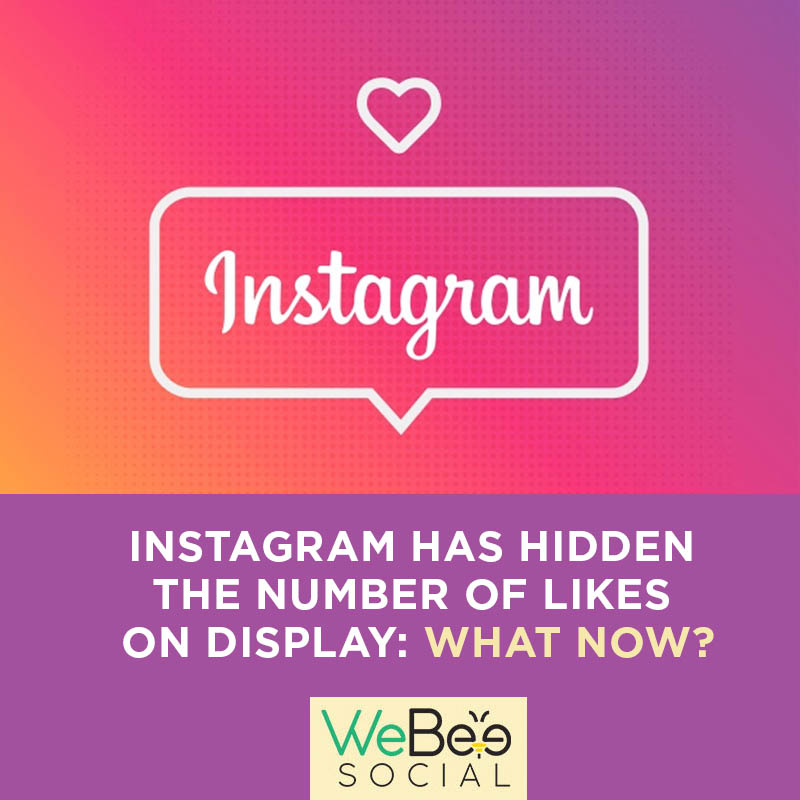 Instagram
INSTAGRAM HAS HIDDEN
THE NUMBER OF LIKES
ON DISPLAY: WHAT NOW?
WeBee
SOCIAL